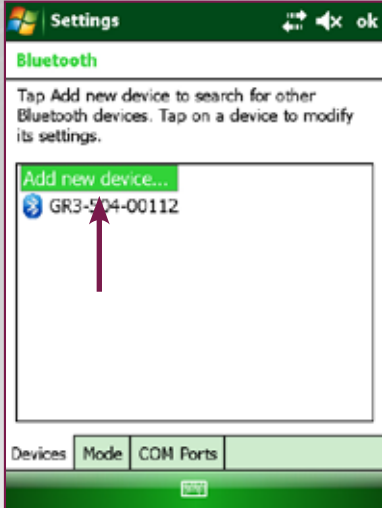 Settings ok
Bluetooth
Tap Add new device to search for other
Bluetooth devices. Tap on a device to modify
its settings.
Add new device...
GR3-504-00112
Devices Mode COM Ports